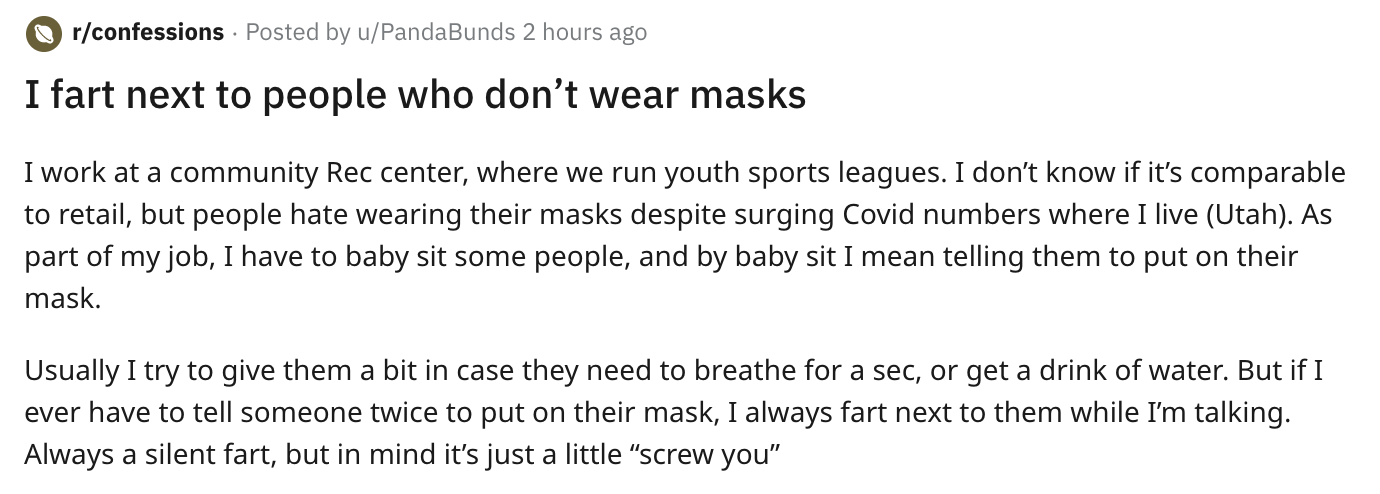 r/confessions · Posted by u/PandaBunds 2 hours ago
I fart next to people who don’t wear masks
I work at a community Rec center, where we run youth sports leagues. I don’t know if it’s comparable
to retail, but people hate wearing their masks despite surging Covid numbers where I live (Utah). As
part of my job, I have to baby sit some people, and by baby sit I mean telling them to put on their
mask.
Usually I try to give them a bit in case they need to breathe for a sec, or get a drink of water. But if I
ever have to tell someone twice to put on their mask, I always fart next to them while I’m talking.
Always a silent fart, but in mind it’s just a little “screw you”